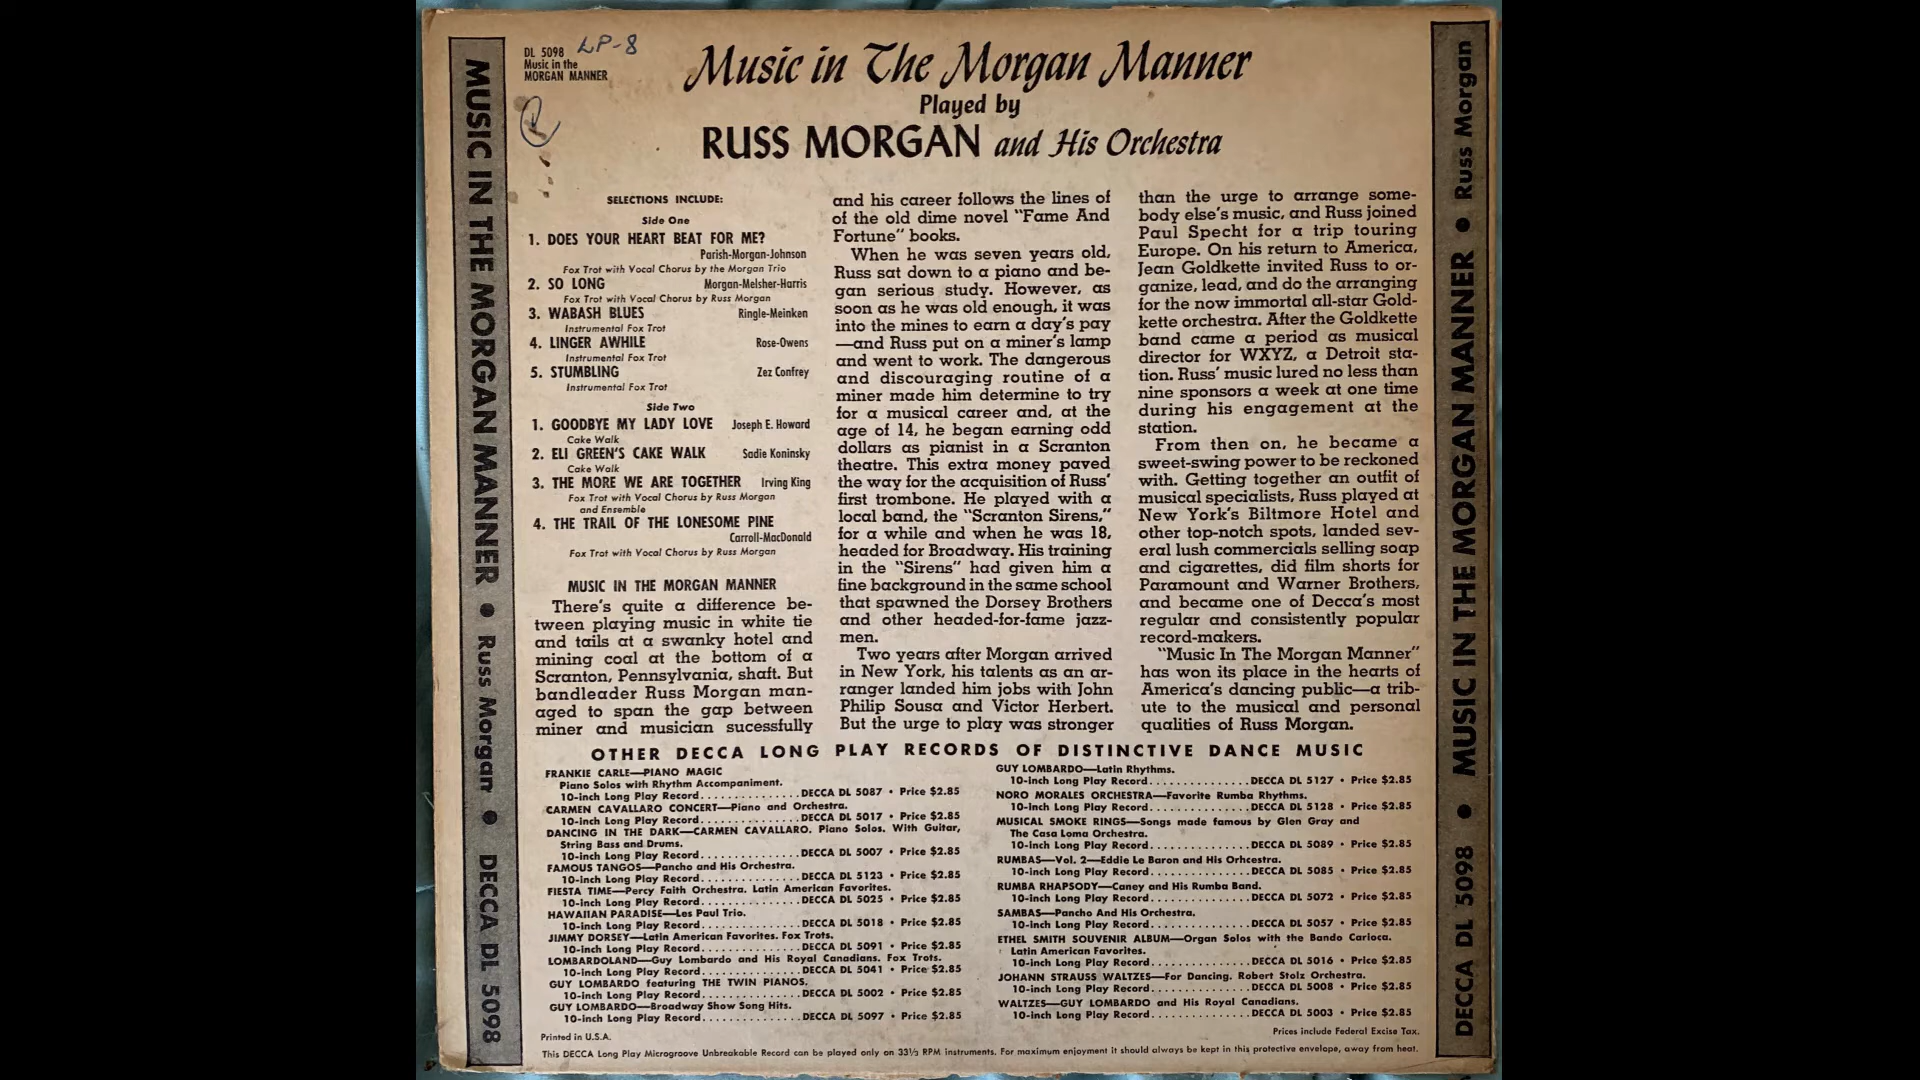 DL 5098 LP-8
Music in the
MORGAN MANNER
Music in The Morgan Manner
Played by
RUSS MORGAN and His Orchestra
MUSIC IN THE MORGAN MANNER • Russ Morgan • DECCA DL 5098
SELECTIONS INCLUDE:
Side One
1. DOES YOUR HEART BEAT FOR ME?
Parish-Morgan-Johnson
Fox Trot with Vocal Chorus by the Morgan Trio
2. SO LONG Morgan-Melsher-Harris
Fox Trot with Vocal Chorus by Russ Morgan
3. WABASH BLUES Ringle-Meinken
Instrumental Fox Trot
4. LINGER AWHILE Rose-Owens
Instrumental Fox Trot
5. STUMBLING Zez Confrey
Instrumental Fox Trot
Side Two
1. GOODBYE MY LADY LOVE Joseph E. Howard
Cake Walk
2. ELI GREEN'S CAKE WALK Sadie Koninsky
Cake Walk
3. THE MORE WE ARE TOGETHER Irving King
Fox Trot with Vocal Chorus by Russ Morgan
and Ensemble
4. THE TRAIL OF THE LONESOME PINE
Carroll-MacDonald
Fox Trot with Vocal Chorus by Russ Morgan
MUSIC IN THE MORGAN MANNER
There's quite a difference be-
tween playing music in white tie
and tails at a swanky hotel and
mining coal at the bottom of a
Scranton, Pennsylvania, shaft. But
bandleader Russ Morgan man-
aged to span the gap between
miner and musician sucessfully
and his career follows the lines of
of the old dime novel "Fame And
Fortune" books.
When he was seven years old,
Russ sat down to a piano and be-
gan serious study. However, as
soon as he was old enough, it was
into the mines to earn a day's pay
—and Russ put on a miner's lamp
and went to work. The dangerous
and discouraging routine of a
miner made him determine to try
for a musical career and, at the
age of 14, he began earning odd
dollars as pianist in a Scranton
theatre. This extra money paved
the way for the acquisition of Russ'
first trombone. He played with a
local band, the "Scranton Sirens,"
for a while and when he was 18,
headed for Broadway. His training
in the "Sirens" had given him a
fine background in the same school
that spawned the Dorsey Brothers
and other headed-for-fame jazz-
men.
Two years after Morgan arrived
in New York, his talents as an ar-
ranger landed him jobs with John
Philip Sousa and Victor Herbert.
But the urge to play was stronger
than the urge to arrange some-
body else's music, and Russ joined
Paul Specht for a trip touring
Europe. On his return to America,
Jean Goldkette invited Russ to or-
ganize, lead, and do the arranging
for the now immortal all-star Gold-
kette orchestra. After the Goldkette
band came a period as musical
director for WXYZ, a Detroit sta-
tion. Russ' music lured no less than
nine sponsors a week at one time
during his engagement at the
station.
From then on, he became a
sweet-swing power to be reckoned
with. Getting together an outfit of
musical specialists, Russ played at
New York's Biltmore Hotel and
other top-notch spots, landed sev-
eral lush commercials selling soap
and cigarettes, did film shorts for
Paramount and Warner Brothers,
and became one of Decca's most
regular and consistently popular
record-makers.
"Music In The Morgan Manner"
has won its place in the hearts of
America's dancing public—a trib-
ute to the musical and personal
qualities of Russ Morgan.
OTHER DECCA LONG PLAY RECORDS OF DISTINCTIVE DANCE MUSIC
FRANKIE CARLE—PIANO MAGIC
Piano Solos with Rhythm Accompaniment.
10-inch Long Play Record.............DECCA DL 5087 • Price $2.85
CARMEN CAVALLARO CONCERT—Piano and Orchestra.
10-inch Long Play Record.............DECCA DL 5017 • Price $2.85
DANCING IN THE DARK—CARMEN CAVALLARO. Piano Solos. With Guitar,
String Bass and Drums.
10-inch Long Play Record.............DECCA DL 5007 • Price $2.85
FAMOUS TANGOS—Pancho and His Orchestra.
10-inch Long Play Record.............DECCA DL 5123 • Price $2.85
FIESTA TIME—Percy Faith Orchestra. Latin American Favorites.
10-inch Long Play Record.............DECCA DL 5025 • Price $2.85
HAWAIIAN PARADISE—Les Paul Trio.
10-inch Long Play Record.............DECCA DL 5018 • Price $2.85
JIMMY DORSEY—Latin American Favorites. Fox Trots.
10-inch Long Play Record.............DECCA DL 5091 • Price $2.85
LOMBARDOLAND—Guy Lombardo and His Royal Canadians. Fox Trots.
10-inch Long Play Record.............DECCA DL 5041 • Price $2.85
GUY LOMBARDO featuring THE TWIN PIANOS.
10-inch Long Play Record.............DECCA DL 5002 • Price $2.85
GUY LOMBARDO—Broadway Show Song Hits.
10-inch Long Play Record.............DECCA DL 5097 • Price $2.85
GUY LOMBARDO—Latin Rhythms.
10-inch Long Play Record.............DECCA DL 5127 • Price $2.85
NORO MORALES ORCHESTRA—Favorite Rumba Rhythms.
10-inch Long Play Record.............DECCA DL 5128 • Price $2.85
MUSICAL SMOKE RINGS—Songs made famous by Glen Gray and
The Casa Loma Orchestra.
10-inch Long Play Record.............DECCA DL 5089 • Price $2.85
RUMBAS—Vol. 2—Eddie Le Baron and His Orhcestra.
10-inch Long Play Record.............DECCA DL 5085 • Price $2.85
RUMBA RHAPSODY—Caney and His Rumba Band.
10-inch Long Play Record.............DECCA DL 5072 • Price $2.85
SAMBAS—Pancho And His Orchestra.
10-inch Long Play Record.............DECCA DL 5057 • Price $2.85
ETHEL SMITH SOUVENIR ALBUM—Organ Solos with the Bando Carioca.
Latin American Favorites.
10-inch Long Play Record.............DECCA DL 5016 • Price $2.85
JOHANN STRAUSS WALTZES—For Dancing. Robert Stolz Orchestra.
10-inch Long Play Record.............DECCA DL 5008 • Price $2.85
WALTZES—GUY LOMBARDO and His Royal Canadians.
10-inch Long Play Record.............DECCA DL 5003 • Price $2.85
Printed in U.S.A.
Prices include Federal Excise Tax.
This DECCA Long Play Microgroove Unbreakable Record can be played only on 33⅓ RPM instruments. For maximum enjoyment it should always be kept in this protective envelope, away from heat.
DECCA DL 5098 • MUSIC IN THE MORGAN MANNER • Russ Morgan